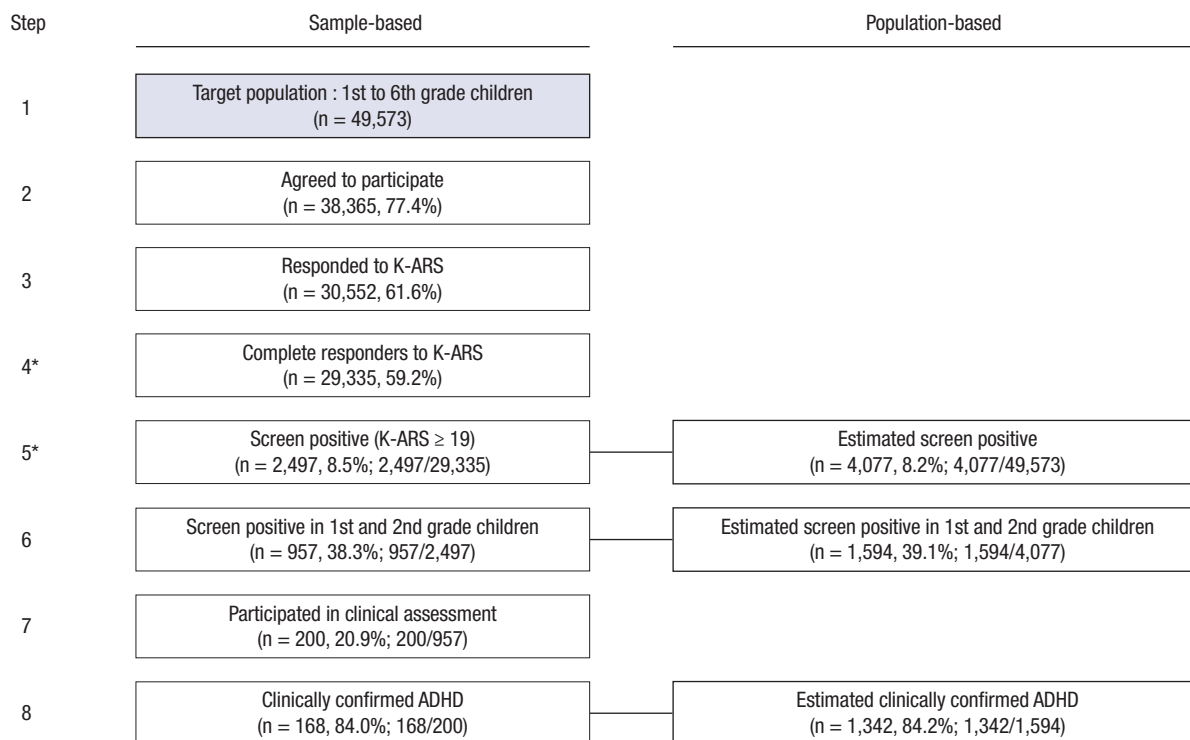 Step Sample-based Population-based
1 Target population : 1st to 6th grade children
(n = 49,573)
2 Agreed to participate
(n = 38,365, 77.4%)
3 Responded to K-ARS
(n = 30,552, 61.6%)
4* Complete responders to K-ARS
(n = 29,335, 59.2%)
5* Screen positive (K-ARS ≥ 19)
(n = 2,497, 8.5%; 2,497/29,335)
Estimated screen positive
(n = 4,077, 8.2%; 4,077/49,573)
6 Screen positive in 1st and 2nd grade children
(n = 957, 38.3%; 957/2,497)
Estimated screen positive in 1st and 2nd grade children
(n = 1,594, 39.1%; 1,594/4,077)
7 Participated in clinical assessment
(n = 200, 20.9%; 200/957)
8 Clinically confirmed ADHD
(n = 168, 84.0%; 168/200)
Estimated clinically confirmed ADHD
(n = 1,342, 84.2%; 1,342/1,594)